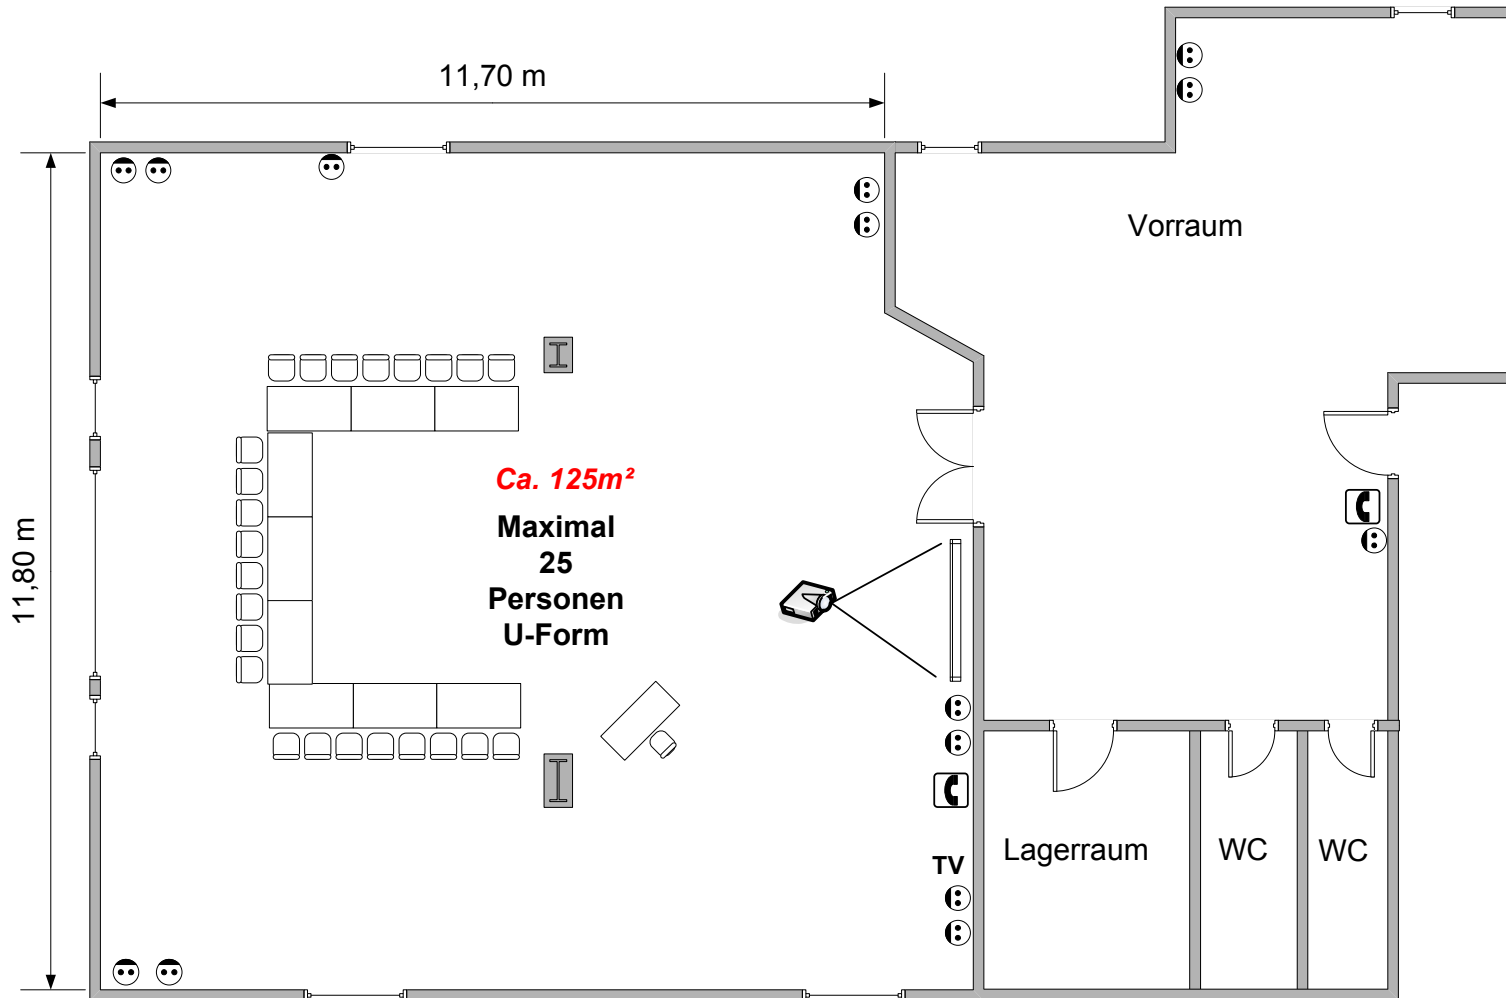 11,70 m
Vorraum
11,80 m
Ca. 125m²
Maximal
25
Personen
U-Form
TV
Lagerraum
WC
WC